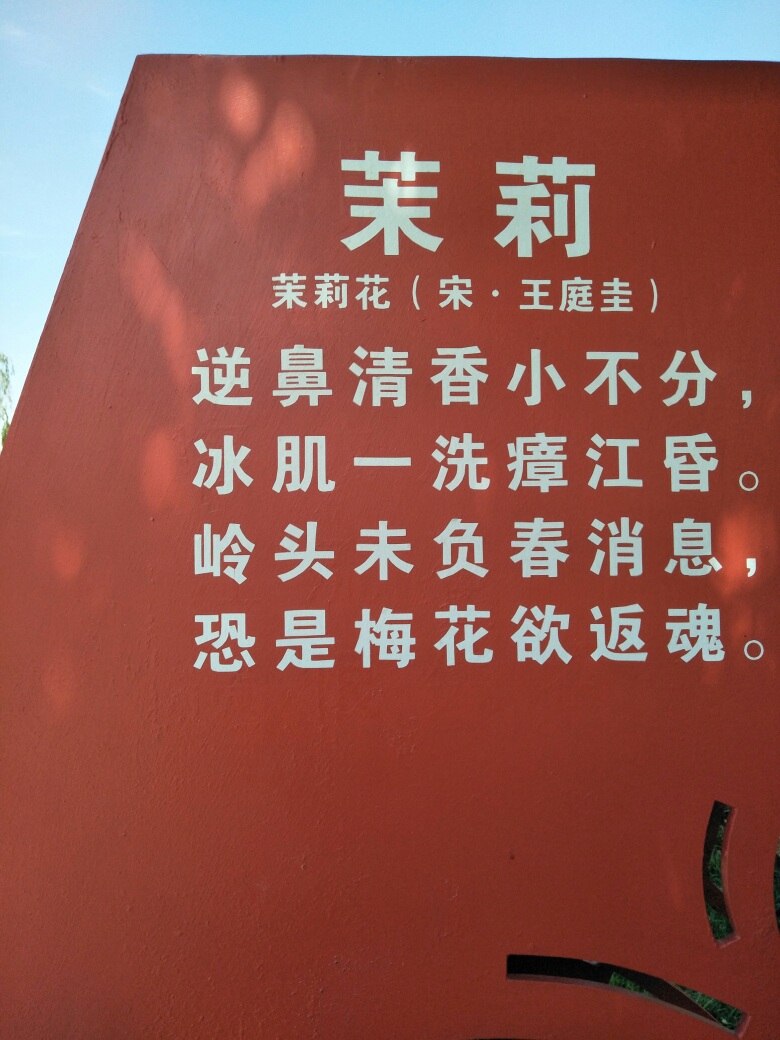 茉莉
茉莉花（宋·王庭圭）
逆鼻清香小不分，
冰肌一洗瘴江昏。
岭头未负春消息，
恐是梅花欲返魂。